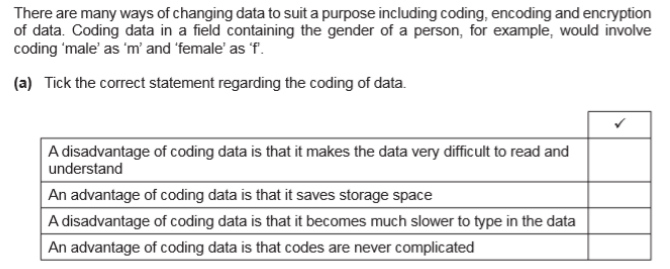 There are many ways of changing data to suit a purpose including coding, encoding and encryption
of data. Coding data in a field containing the gender of a person, for example, would involve
coding ‘male’ as ‘m’ and ‘female’ as ‘f’.
(a) Tick the correct statement regarding the coding of data.
✓
A disadvantage of coding data is that it makes the data very difficult to read and
understand
An advantage of coding data is that it saves storage space
A disadvantage of coding data is that it becomes much slower to type in the data
An advantage of coding data is that codes are never complicated